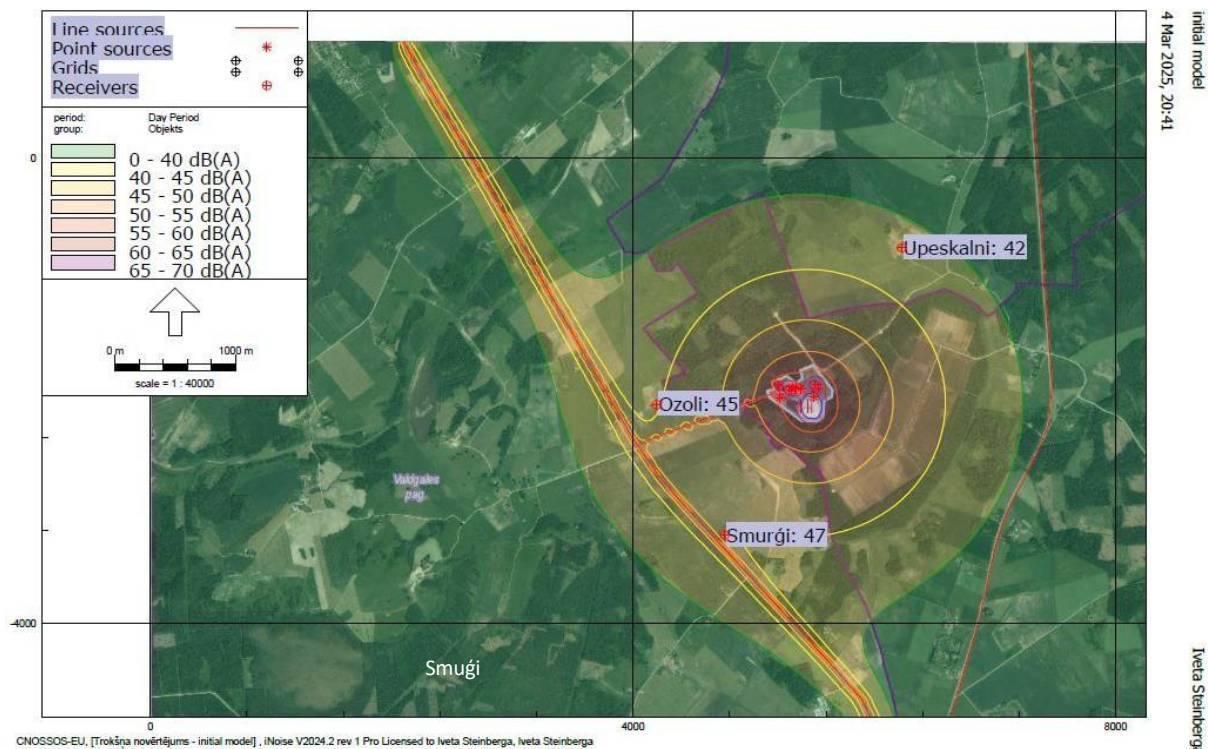 Line sources
Point sources
Grids
Receivers
period: Day Period
group: Objekts
0 - 40 dB(A)
40 - 45 dB(A)
45 - 50 dB(A)
50 - 55 dB(A)
55 - 60 dB(A)
60 - 65 dB(A)
65 - 70 dB(A)
0 m 1000 m
scale = 1 : 40000
initial model
4 Mar 2025, 20:41
0
Upeskalni: 42
Ozoli: 45
Valdgales
pag.
Smurģi: 47
-4000
Smuģi
Iveta Steinberga
0 4000 8000
CNOSSOS-EU, [Trokšņa novērtējums - initial model] , iNoise V2024.2 rev 1 Pro Licensed to Iveta Steinberga, Iveta Steinberga